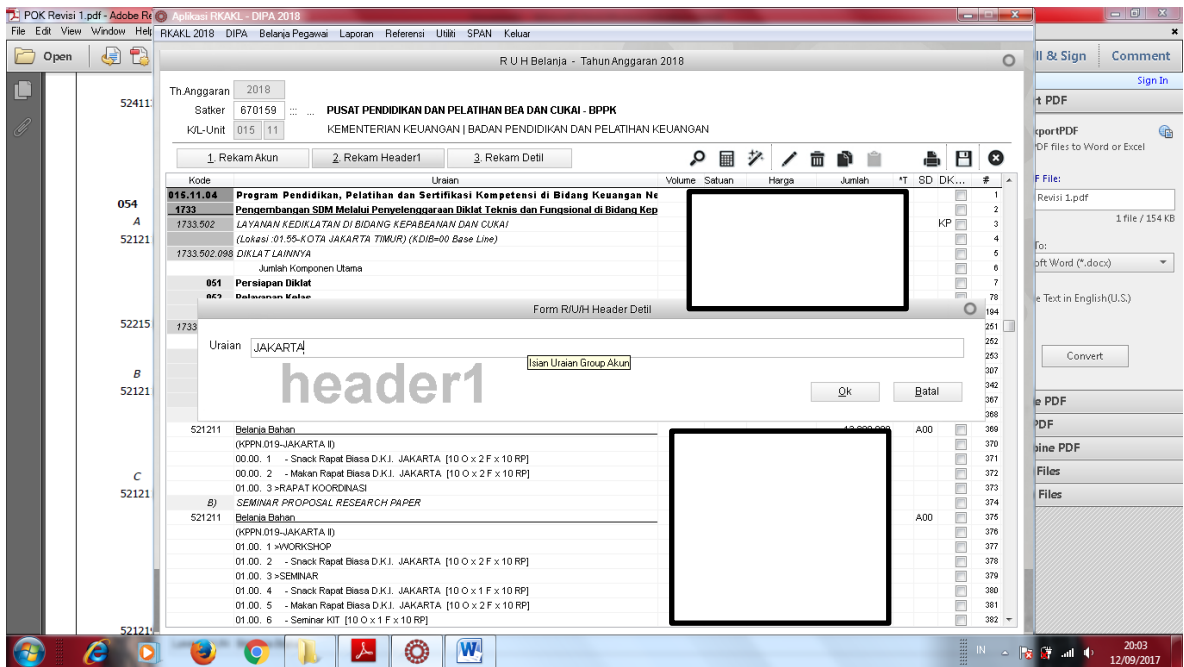 POK Revisi 1.pdf - Adobe Re
Aplikasi RKAKL - DIPA 2018
File Edit View Window Help
RKAKL 2018 DIPA Belanja Pegawai Laporan Referensi Utiliti SPAN Keluar
Open
R U H Belanja - Tahun Anggaran 2018
ll & Sign Comment
Sign In
Th.Anggaran 2018
Satker 670159 ::: ... PUSAT PENDIDIKAN DAN PELATIHAN BEA DAN CUKAI - BPPK
K/L-Unit 015 11 KEMENTERIAN KEUANGAN | BADAN PENDIDIKAN DAN PELATIHAN KEUANGAN
1. Rekam Akun 2. Rekam Header1 3. Rekam Detil
Kode Uraian Volume Satuan Harga Jumlah *T SD DK... #
015.11.04 Program Pendidikan, Pelatihan dan Sertifikasi Kompetensi di Bidang Keuangan Ne 1
1733 Pengembangan SDM Melalui Penyelenggaraan Diklat Teknis dan Fungsional di Bidang Kep 2
1733.502 LAYANAN KEDIKLATAN DI BIDANG KEPABEANAN DAN CUKAI KP 3
(Lokasi :01.55-KOTA JAKARTA TIMUR) (KDIB=00 Base Line) 4
1733.502.098 DIKLAT LAINNYA 5
Jumlah Komponen Utama 6
051 Persiapan Diklat 7
052 Pelayanan Kelas 78
194
1733 251
Form R/U/H Header Detil
Uraian JAKARTA
Isian Uraian Group Akun
header1
Ok Batal
252
253
307
342
367
368
521211 Belanja Bahan A00 369
(KPPN.019-JAKARTA II) 370
00.00. 1 - Snack Rapat Biasa D.K.I. JAKARTA [10 O x 2 F x 10 RP] 371
00.00. 2 - Makan Rapat Biasa D.K.I. JAKARTA [10 O x 2 F x 10 RP] 372
01.00. 3 >RAPAT KOORDINASI 373
B) SEMINAR PROPOSAL RESEARCH PAPER 374
521211 Belanja Bahan A00 375
(KPPN.019-JAKARTA II) 376
01.00. 1 >WORKSHOP 377
01.00. 2 - Snack Rapat Biasa D.K.I. JAKARTA [10 O x 2 F x 10 RP] 378
01.00. 3 >SEMINAR 379
01.00. 4 - Snack Rapat Biasa D.K.I. JAKARTA [10 O x 1 F x 10 RP] 380
01.00. 5 - Makan Rapat Biasa D.K.I. JAKARTA [10 O x 2 F x 10 RP] 381
01.00. 6 - Seminar KIT [10 O x 1 F x 10 RP] 382
52411
054
A
52121
52215
B
52121
C
52121
52121
rt PDF
xportPDF
PDF files to Word or Excel
F File:
Revisi 1.pdf
1 file / 154 KB
To:
oft Word (*.docx)
e Text in English(U.S.)
Convert
e PDF
PDF
bine PDF
Files
Files
IN
20:03
12/09/2017